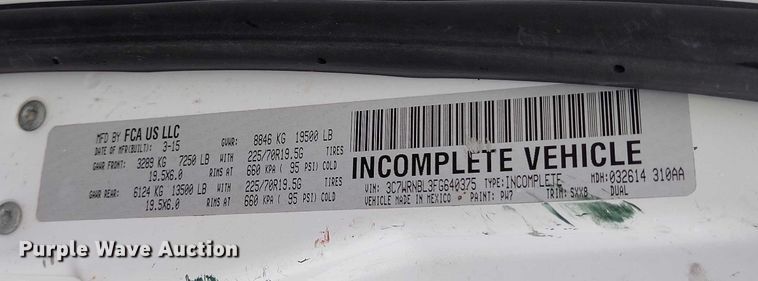 MFD BY FCA US LLC
DATE OF MFR(BUILT): 3-15
GVWR: 8846 KG 19500 LB
GAWR FRONT: 3289 KG 7250 LB WITH 225/70R19.5G TIRES
19.5X6.0 RIMS AT 660 KPA ( 95 PSI) COLD
GAWR REAR: 6124 KG 13500 LB WITH 225/70R19.5G TIRES
19.5X6.0 RIMS AT 660 KPA ( 95 PSI) COLD
INCOMPLETE VEHICLE
VIN: 3C7WRNBL3FG640375 TYPE: INCOMPLETE MDH: 032614 310AA
VEHICLE MADE IN MEXICO PAINT: PW7 TRIM: SXX8 DUAL
Purple Wave Auction